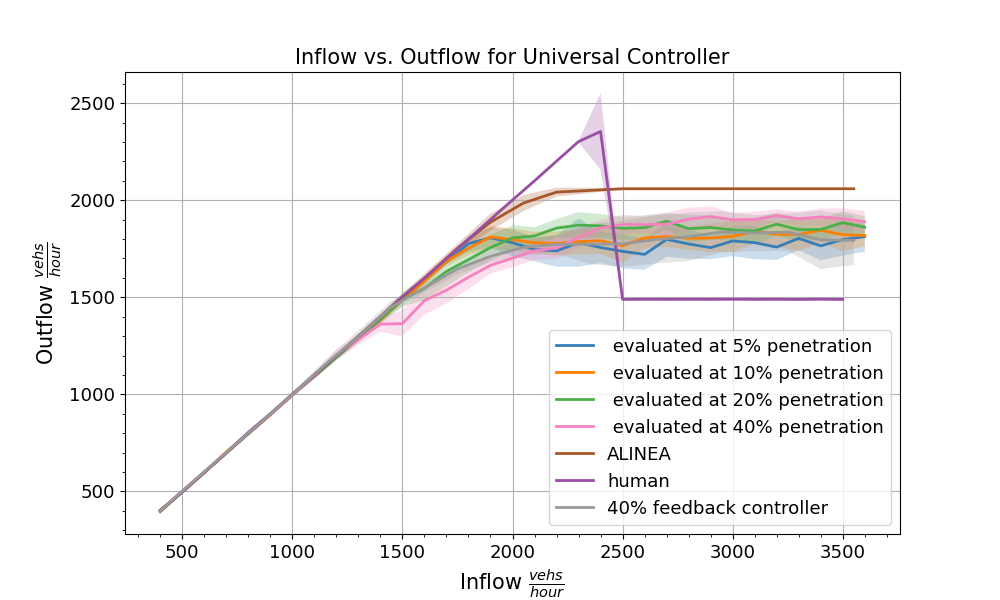 Inflow vs. Outflow for Universal Controller
Outflow vehs/hour
2500
2000
1500
1000
500
evaluated at 5% penetration
evaluated at 10% penetration
evaluated at 20% penetration
evaluated at 40% penetration
ALINEA
human
40% feedback controller
500 1000 1500 2000 2500 3000 3500
Inflow vehs/hour